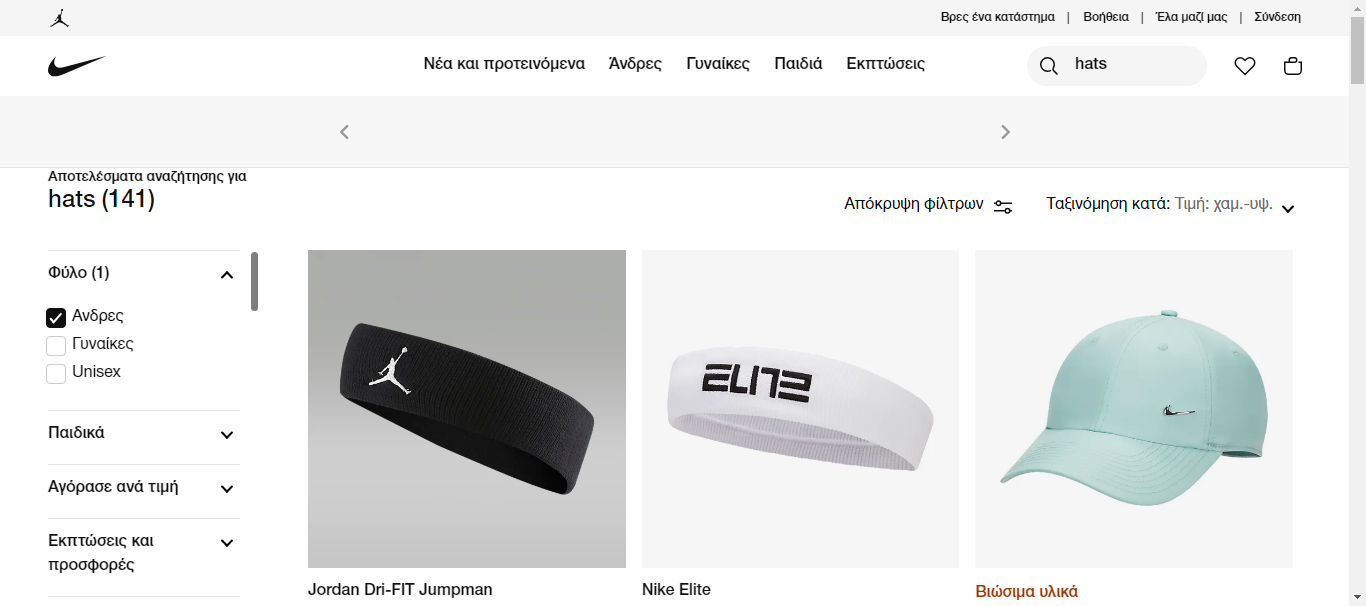 Βρες ένα κατάστημα | Βοήθεια | Έλα μαζί μας | Σύνδεση
Νέα και προτεινόμενα Άνδρες Γυναίκες Παιδιά Εκπτώσεις hats
Αποτελέσματα αναζήτησης για
hats (141)
Απόκρυψη φίλτρων Ταξινόμηση κατά: Τιμή: χαμ.-υψ.
Φύλο (1)
Ανδρες
Γυναίκες
Unisex
Παιδικά
Αγόρασε ανά τιμή
Εκπτώσεις και
προσφορές
ELITE
Jordan Dri-FIT Jumpman
Nike Elite
Βιώσιμα υλικά